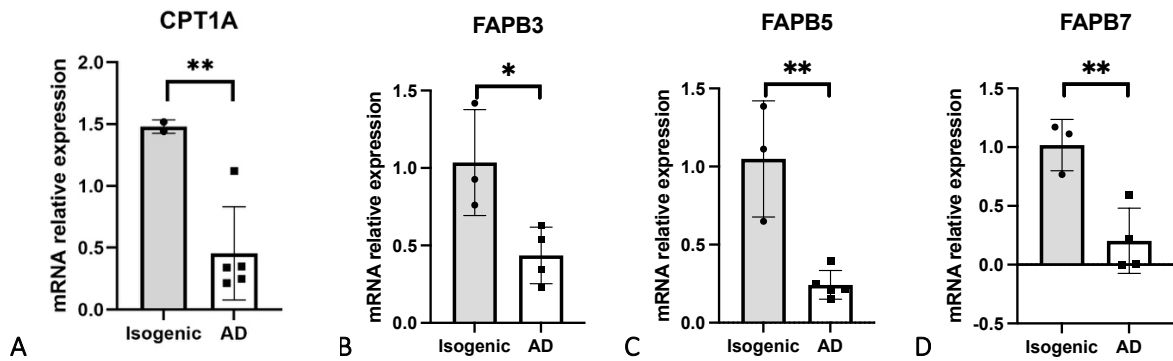 CPT1A
**
mRNA relative expression
2.0
1.5
1.0
0.5
0.0
Isogenic AD
A
FAPB3
*
mRNA relative expression
1.5
1.0
0.5
0.0
Isogenic AD
B
FAPB5
**
mRNA relative expression
1.5
1.0
0.5
0.0
Isogenic AD
C
FAPB7
**
mRNA relative expression
1.5
1.0
0.5
0.0
-0.5
Isogenic AD
D